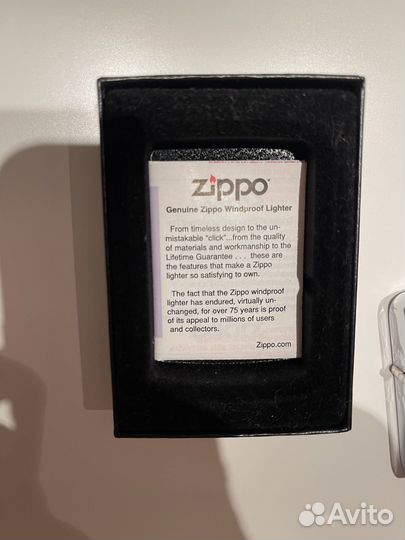 zippo
Genuine Zippo Windproof Lighter
From timeless design to the un-
mistakable "click"...from the quality
of materials and workmanship to the
Lifetime Guarantee . . . these are
the features that make a Zippo
lighter so satisfying to own.
The fact that the Zippo windproof
lighter has endured, virtually un-
changed, for over 75 years is proof
of its appeal to millions of users
and collectors.
Zippo.com
Avito